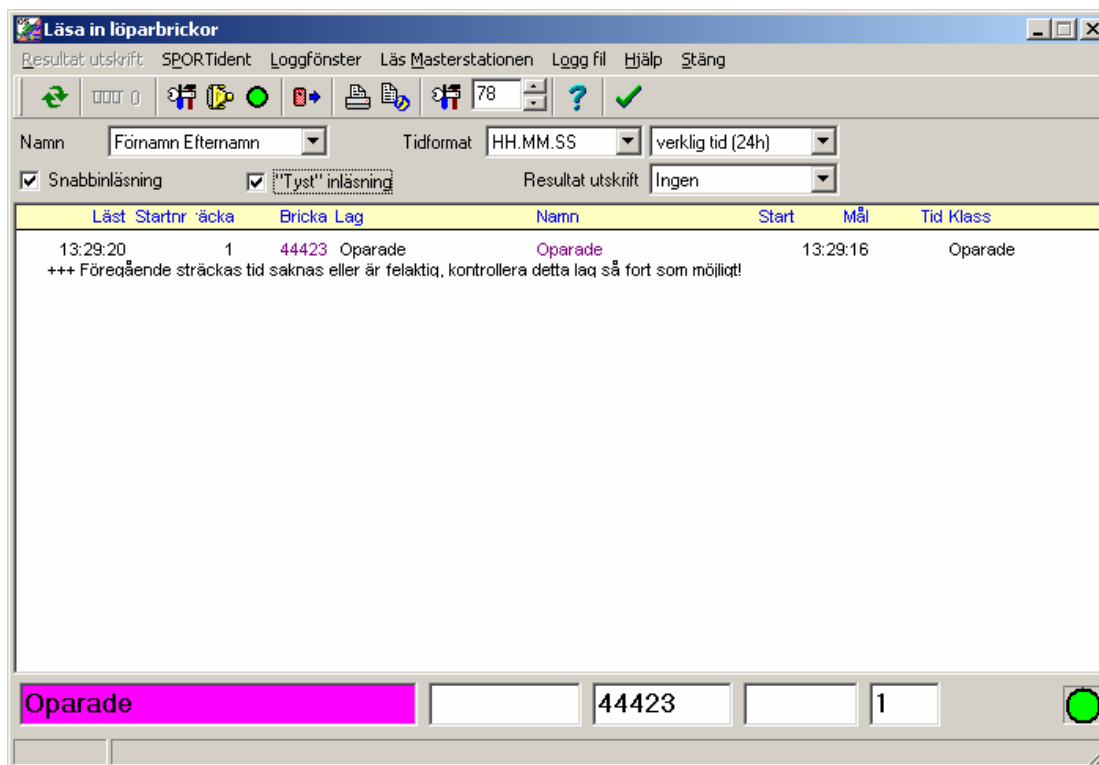 Läsa in löparbrickor
Resultat utskrift SPORTident Loggfönster Läs Masterstationen Logg fil Hjälp Stäng
0 78 ?
Namn Förnamn Efternamn Tidformat HH.MM.SS verklig tid (24h)
Snabbinläsning "Tyst" inläsning Resultat utskrift Ingen
Läst Startnr räcka Bricka Lag Namn Start Mål Tid Klass
13:29:20 1 44423 Oparade Oparade 13:29:16 Oparade
+++ Föregående sträckas tid saknas eller är felaktig, kontrollera detta lag så fort som möjligt!
Oparade 44423 1